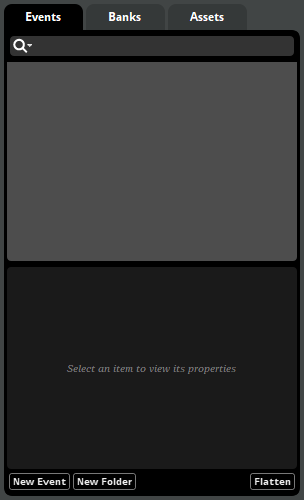 Events Banks Assets
Select an item to view its properties
New Event New Folder Flatten